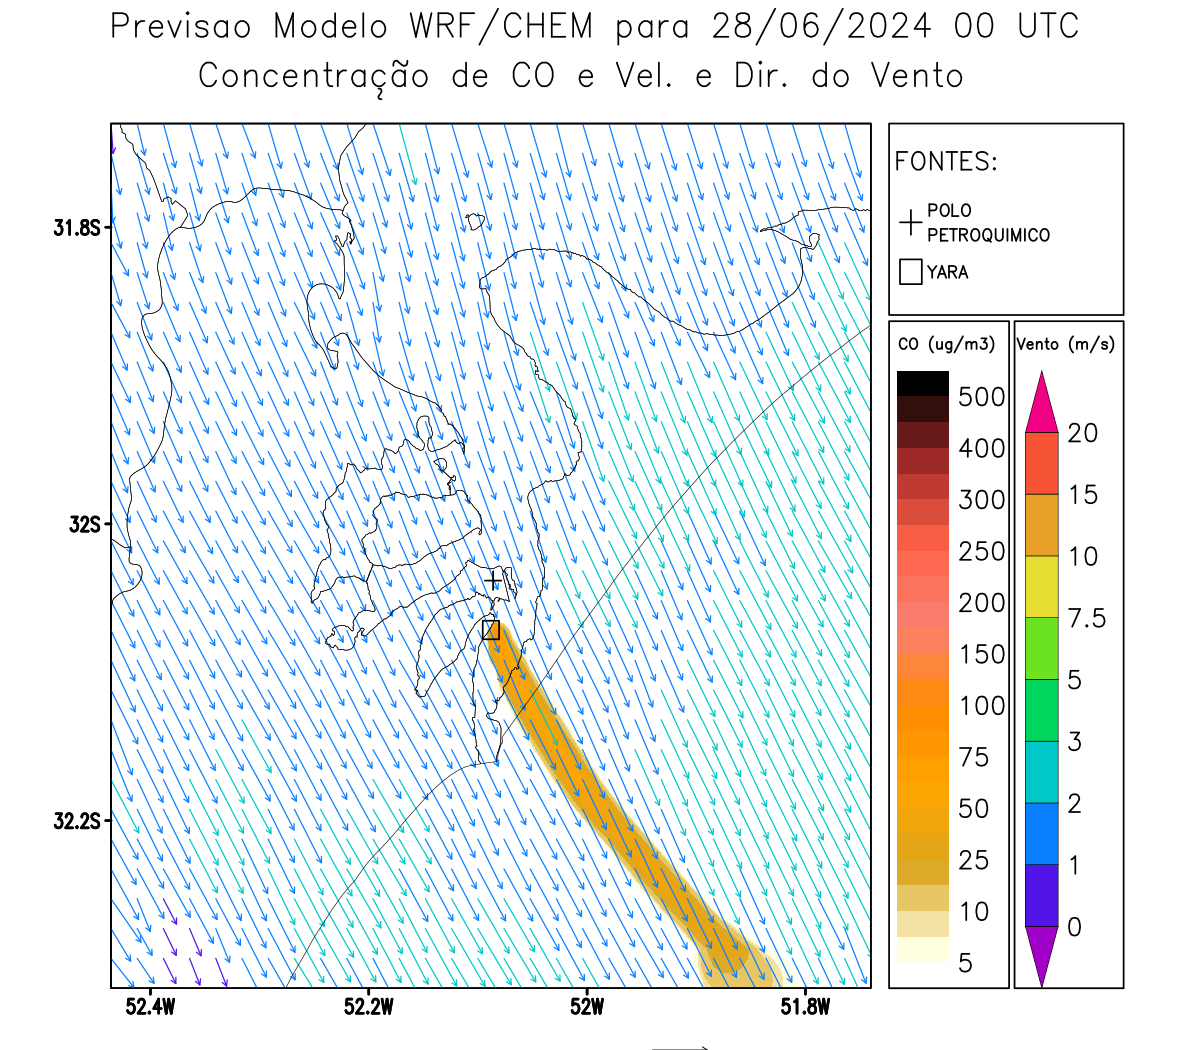 Previsao Modelo WRF/CHEM para 28/06/2024 00 UTC
Concentração de CO e Vel. e Dir. do Vento
FONTES:
POLO
PETROQUIMICO
YARA
CO (ug/m3)
500
400
300
250
200
150
100
75
50
25
10
5
Vento (m/s)
20
15
10
7.5
5
3
2
1
0
31.8S
32S
32.2S
52.4W
52.2W
52W
51.8W